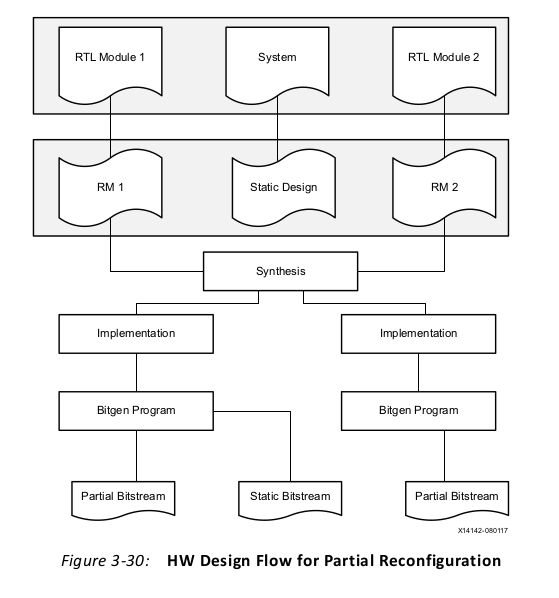 RTL Module 1
System
RTL Module 2
RM 1
Static Design
RM 2
Synthesis
Implementation
Implementation
Bitgen Program
Bitgen Program
Partial Bitstream
Static Bitstream
Partial Bitstream
X14142-080117
Figure 3-30: HW Design Flow for Partial Reconfiguration